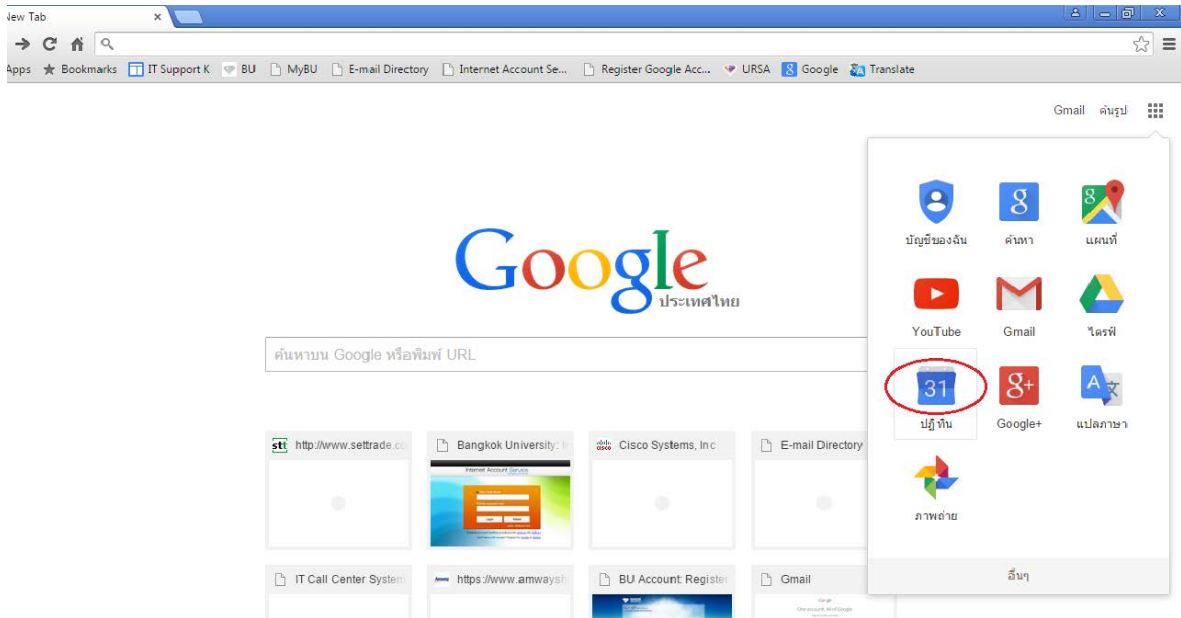 New Tab
Apps Bookmarks IT Support K BU MyBU E-mail Directory Internet Account Se... Register Google Acc... URSA Google Translate
Gmail ค้นรูป
บัญชีของฉัน ค้นหา แผนที่
YouTube Gmail ไดรฟ์
31
ปฏิทิน Google+ แปลภาษา
ภาพถ่าย
อื่นๆ
Google
ประเทศไทย
ค้นหาบน Google หรือพิมพ์ URL
http://www.settrade.co Bangkok University: Cisco Systems, Inc E-mail Directory
Internet Account Service
IT Call Center System https://www.amwaysh BU Account: Register Gmail